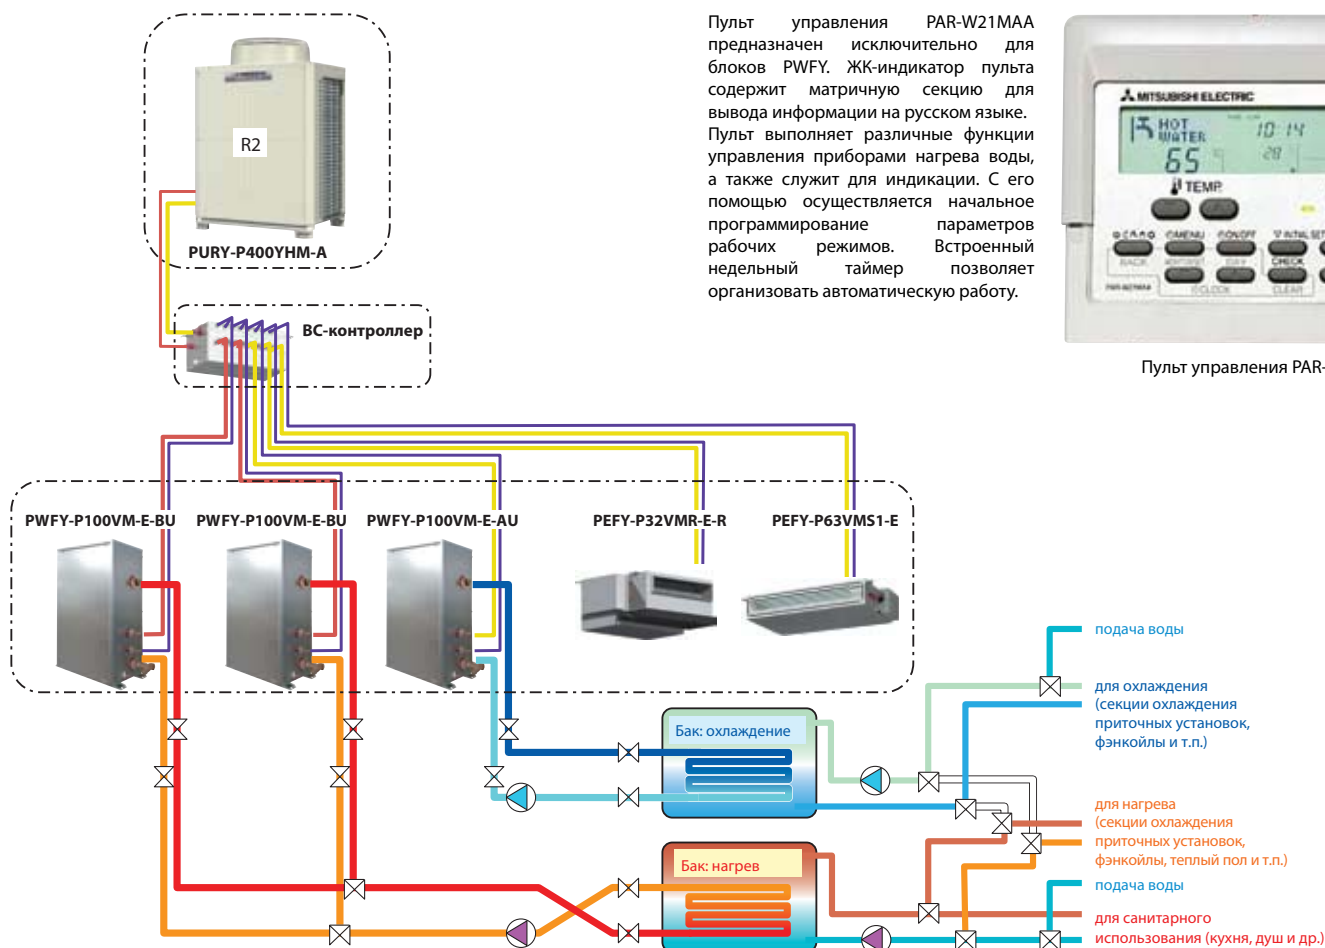 Пульт управления PAR-W21MAA
предназначен исключительно для
блоков PWFY. ЖК-индикатор пульта
содержит матричную секцию для
вывода информации на русском языке.
Пульт выполняет различные функции
управления приборами нагрева воды,
а также служит для индикации. С его
помощью осуществляется начальное
программирование параметров
рабочих режимов. Встроенный
недельный таймер позволяет
организовать автоматическую работу.
MITSUBISHI ELECTRIC
HOT
WATER
10:14
65
28
TEMP.
MENU
ON/OFF
BACK
DAY
CHECK
CLOCK
CLEAR
Пульт управления PAR-
R2
PURY-P400YHM-A
BC-контроллер
PWFY-P100VM-E-BU
PWFY-P100VM-E-BU
PWFY-P100VM-E-AU
PEFY-P32VMR-E-R
PEFY-P63VMS1-E
Бак: охлаждение
Бак: нагрев
подача воды
для охлаждения
(секции охлаждения
приточных установок,
фэнкойлы и т.п.)
для нагрева
(секции охлаждения
приточных установок,
фэнкойлы, теплый пол и т.п.)
подача воды
для санитарного
использования (кухня, душ и др.)